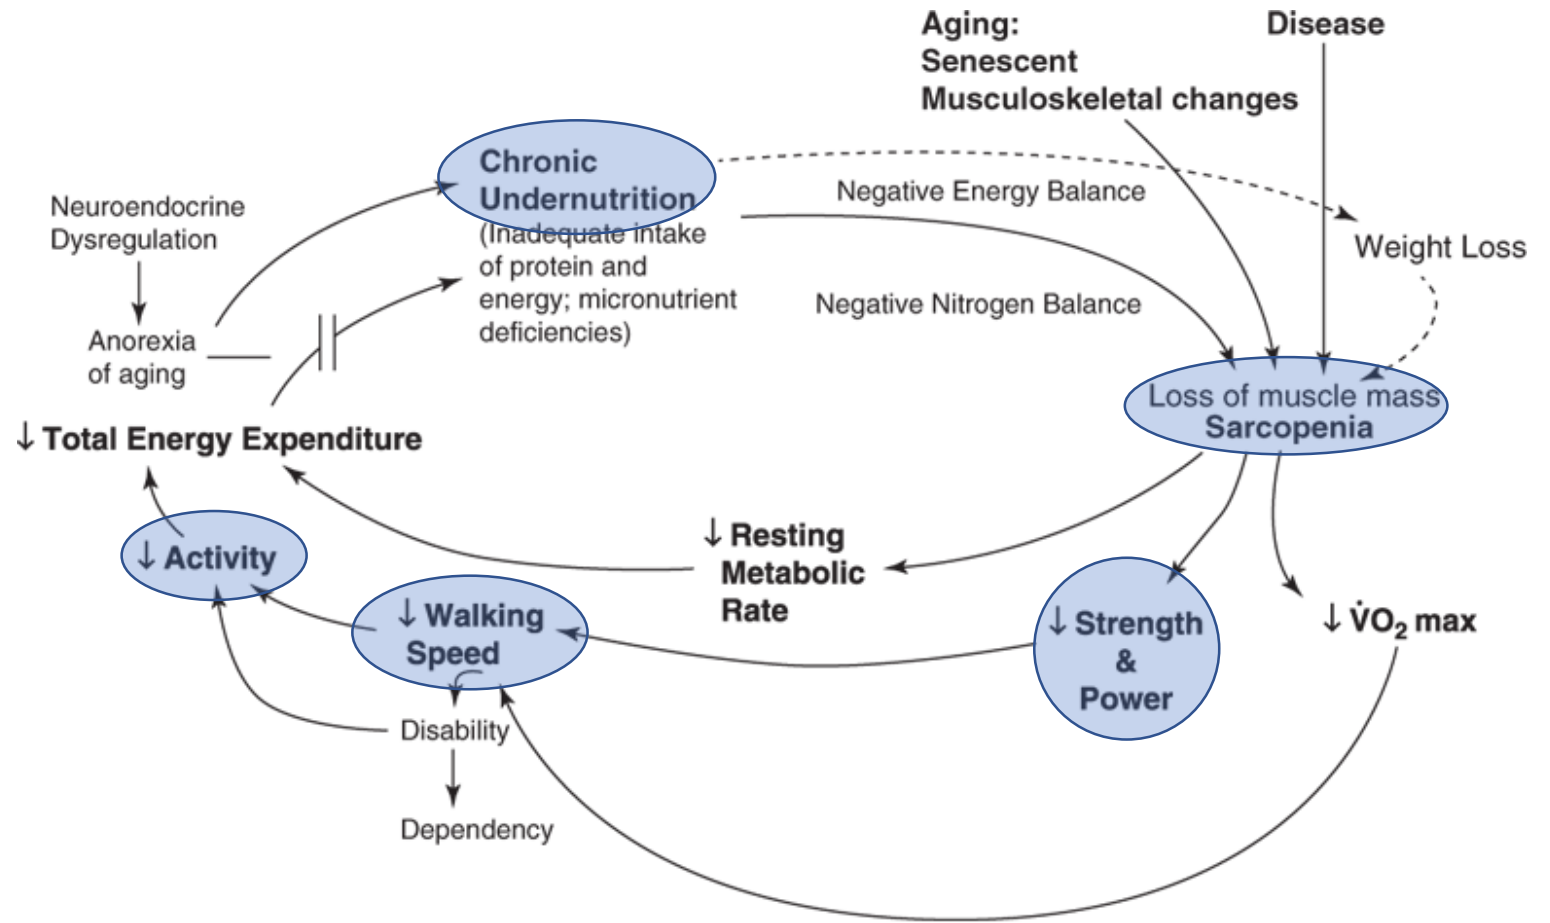 Aging:
Senescent
Musculoskeletal changes
Disease
Chronic
Undernutrition
(Inadequate intake
of protein and
energy; micronutrient
deficiencies)
Negative Energy Balance
Negative Nitrogen Balance
Weight Loss
Neuroendocrine
Dysregulation
Anorexia
of aging
Loss of muscle mass
Sarcopenia
↓ Total Energy Expenditure
↓ Activity
↓ Resting
Metabolic
Rate
↓ Walking
Speed
↓ Strength
&
Power
↓ V̇O₂ max
Disability
Dependency